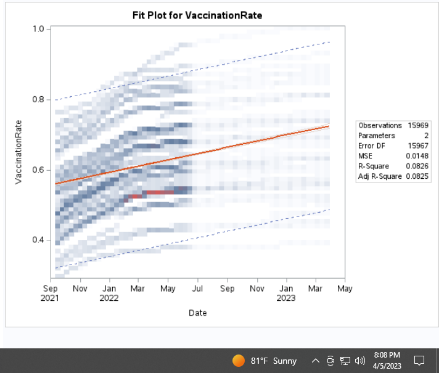 Fit Plot for VaccinationRate
1.0
0.8
0.6
0.4
VaccinationRate
Sep Nov Jan Mar May Jul Sep Nov Jan Mar May
2021 2022 2023
Date
Observations 15969
Parameters 2
Error DF 15967
MSE 0.0148
R-Square 0.0826
Adj R-Square 0.0825
81°F Sunny
8:08 PM
4/5/2023